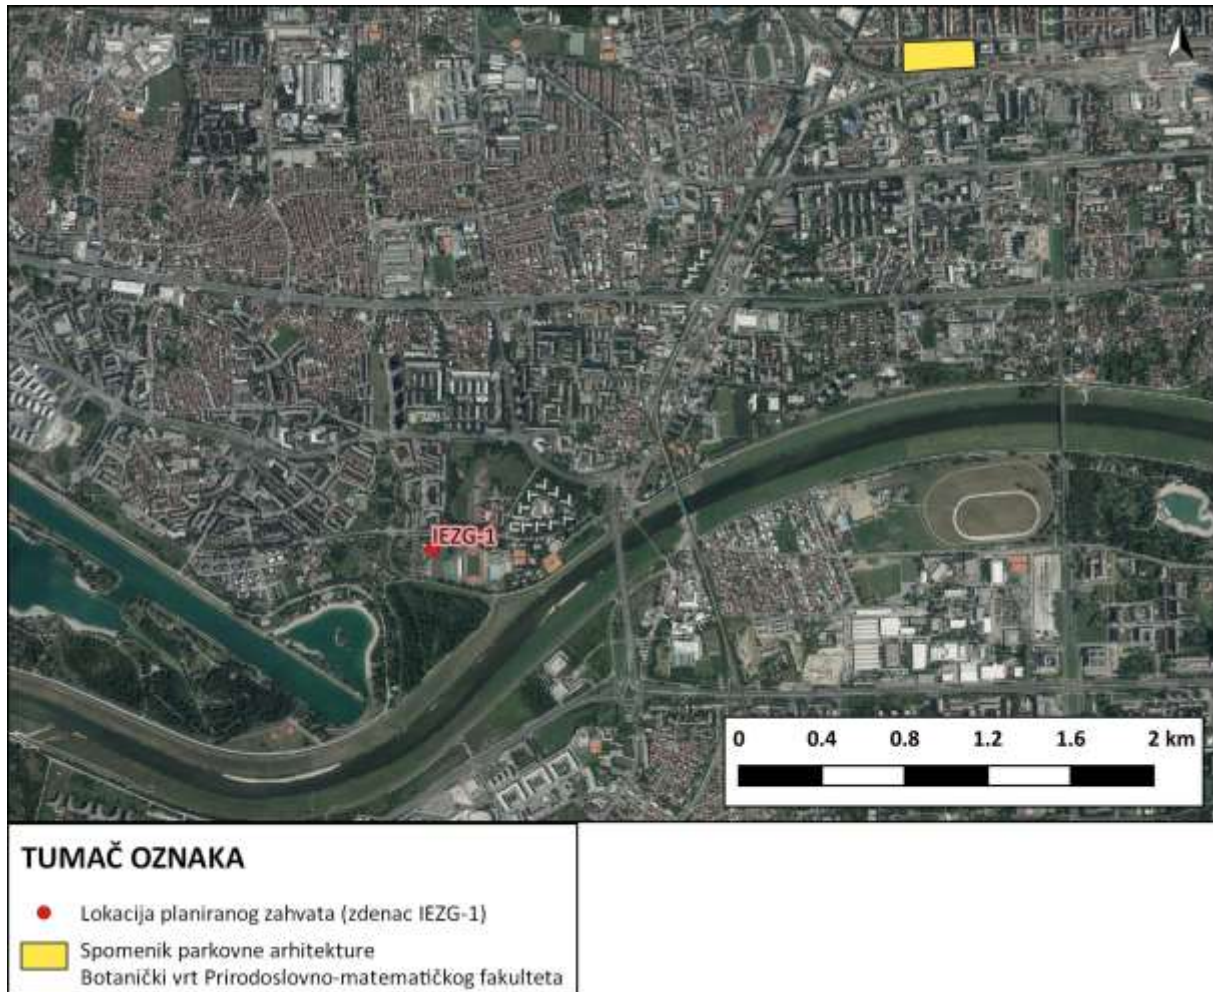 IEZG-1
0 0.4 0.8 1.2 1.6 2 km
TUMAČ OZNAKA
Lokacija planiranog zahvata (zdenac IEZG-1)
Spomenik parkovne arhitekture
Botanički vrt Prirodoslovno-matematičkog fakulteta